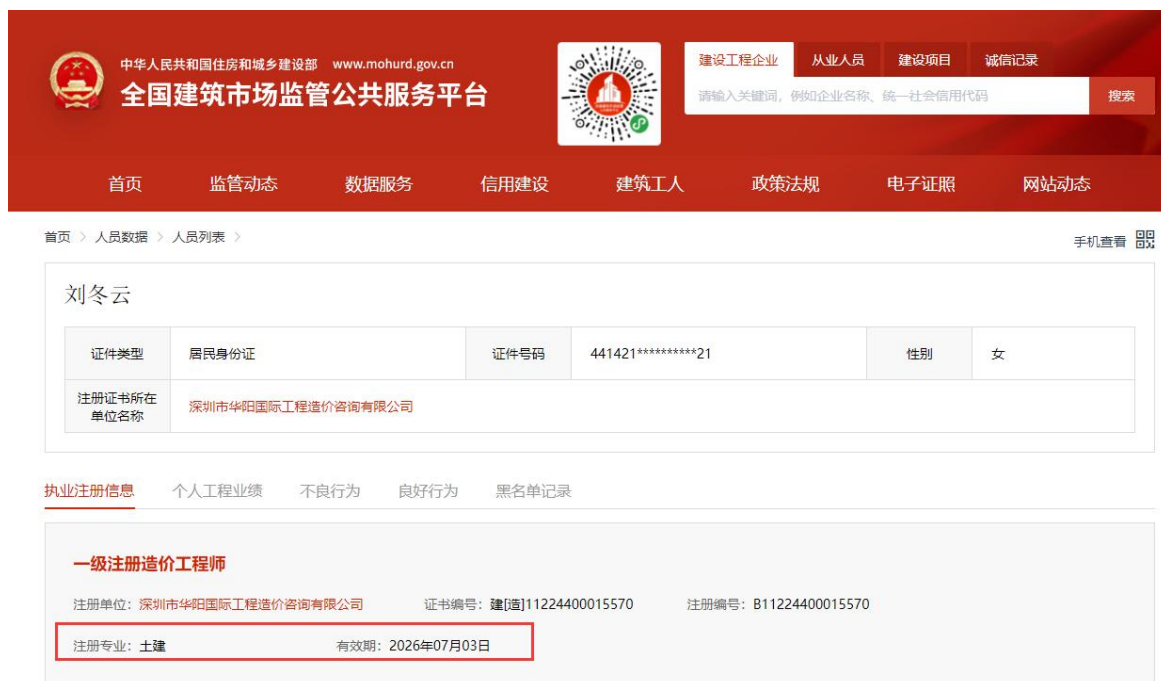 中华人民共和国住房和城乡建设部 www.mohurd.gov.cn
全国建筑市场监管公共服务平台
建设工程企业 从业人员 建设项目 诚信记录
请输入关键词，例如企业名称、统一社会信用代码 搜索
首页 监管动态 数据服务 信用建设 建筑工人 政策法规 电子证照 网站动态
首页 > 人员数据 > 人员列表 >
手机查看
刘冬云
证件类型 居民身份证 证件号码 441421**********21 性别 女
注册证书所在
单位名称
深圳市华阳国际工程造价咨询有限公司
执业注册信息 个人工程业绩 不良行为 良好行为 黑名单记录
一级注册造价工程师
注册单位：深圳市华阳国际工程造价咨询有限公司 证书编号：建[造]11224400015570 注册编号：B11224400015570
注册专业：土建 有效期：2026年07月03日